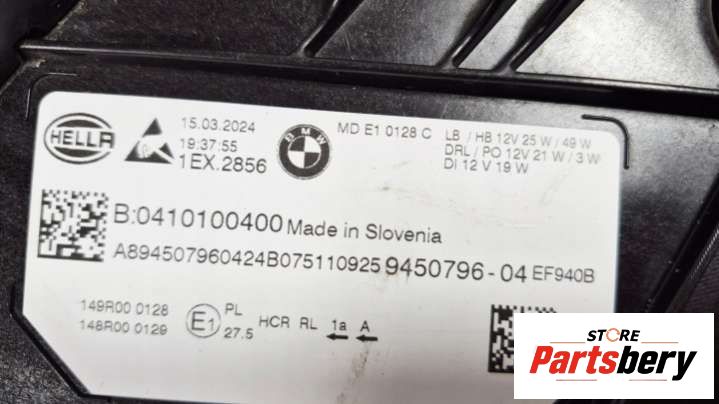 HELLA
15.03.2024
19:37:55
1EX.2856
BMW
MD E1 0128 C
LB / HB 12V 25 W / 49 W
DRL / PO 12V 21 W / 3 W
DI 12 V 19 W
B:0410100400 Made in Slovenia
A894507960424B0751109259450796-04 EF940B
149R00 0128
148R00 0129
E1
PL
27.5
HCR RL 1a A
STORE
Partsbery